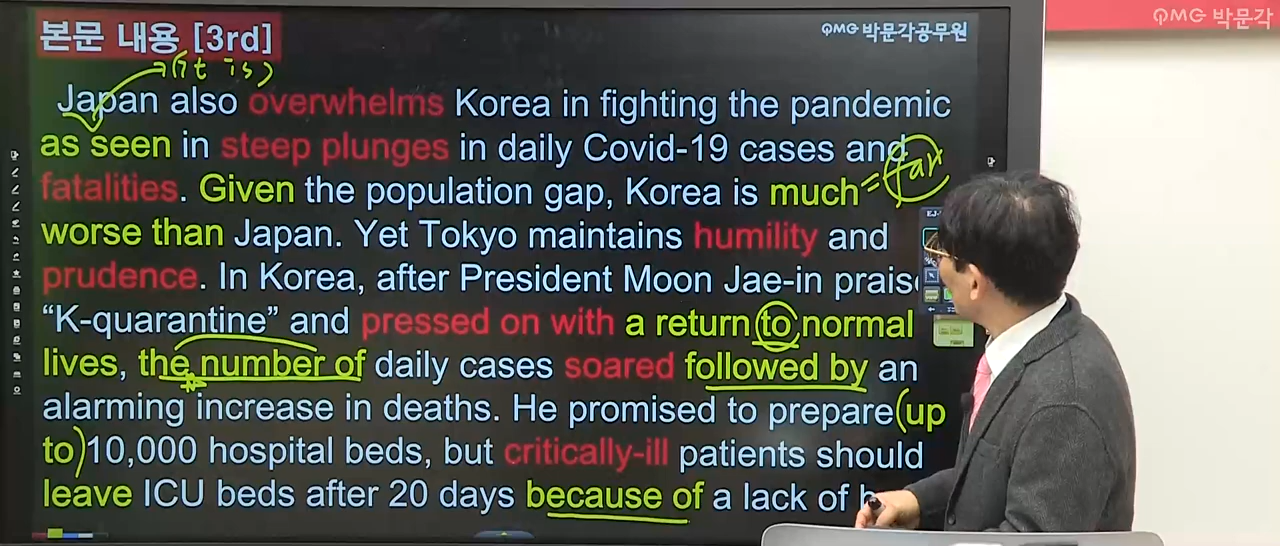 본문 내용 [3rd]
QMG 박문각공무원
QMG 박문각
(it is)
Japan also overwhelms Korea in fighting the pandemic
as seen in steep plunges in daily Covid-19 cases and
= far
fatalities. Given the population gap, Korea is much
worse than Japan. Yet Tokyo maintains humility and
prudence. In Korea, after President Moon Jae-in
“K-quarantine” and pressed on with a return to normal
lives, the number of daily cases soared followed by an
alarming increase in deaths. He promised to prepare (up
to) 10,000 hospital beds, but critically-ill patients should
leave ICU beds after 20 days because of a lack of